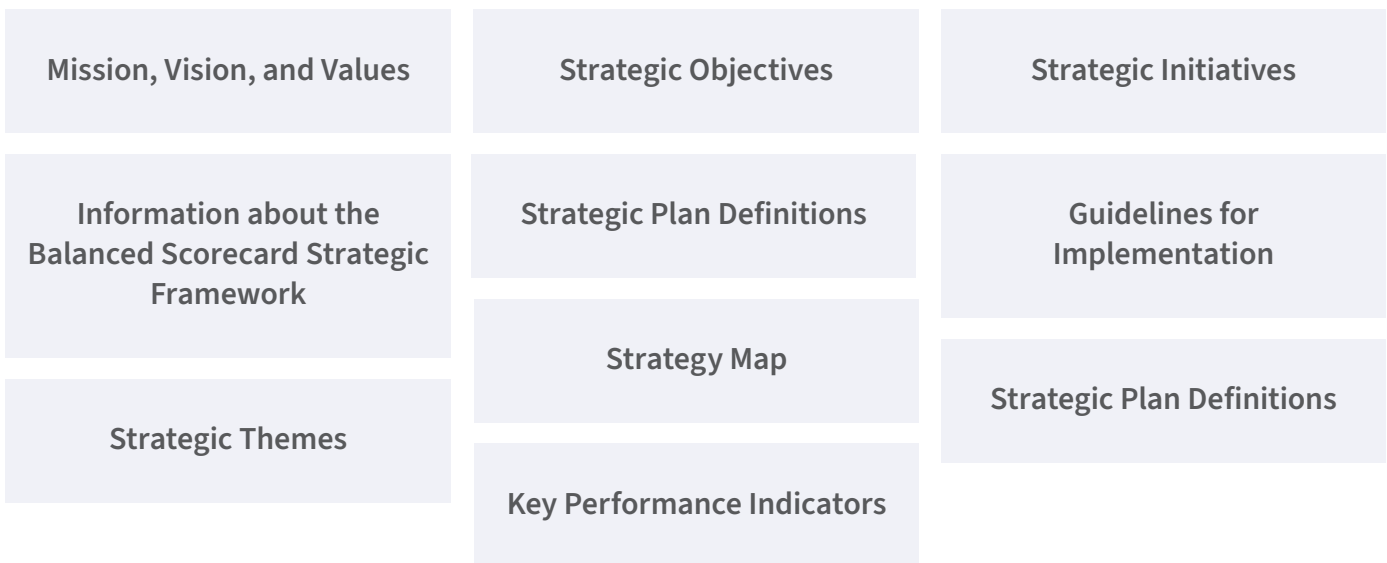 Mission, Vision, and Values
Information about the
Balanced Scorecard Strategic
Framework
Strategic Themes
Strategic Objectives
Strategic Plan Definitions
Strategy Map
Key Performance Indicators
Strategic Initiatives
Guidelines for
Implementation
Strategic Plan Definitions